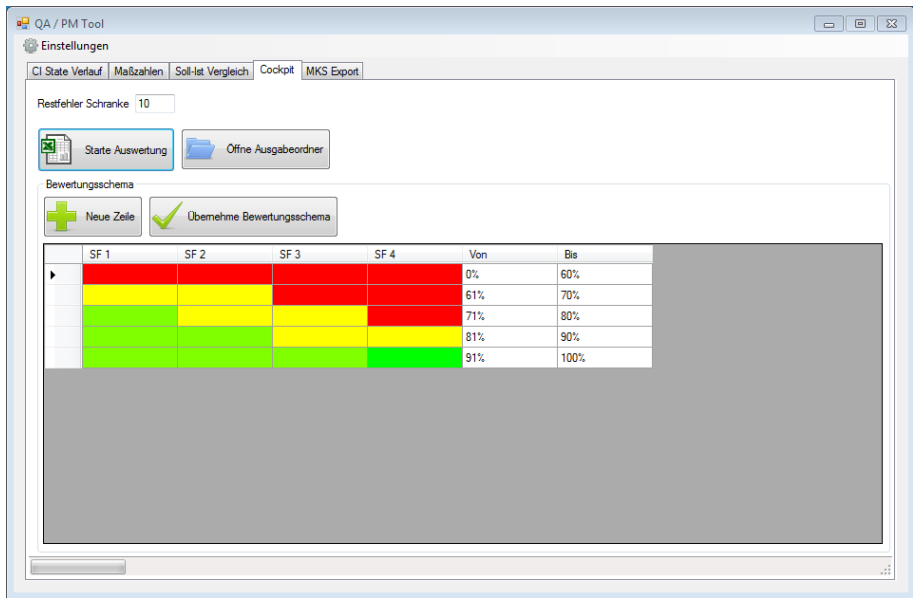 QA / PM Tool
Einstellungen
CI State Verlauf Maßzahlen Soll-Ist Vergleich Cockpit MKS Export
Restfehler Schranke 10
Starte Auswertung Öffne Ausgabeordner
Bewertungsschema
Neue Zeile Übernehme Bewertungsschema
SF 1 SF 2 SF 3 SF 4 Von Bis
0% 60%
61% 70%
71% 80%
81% 90%
91% 100%